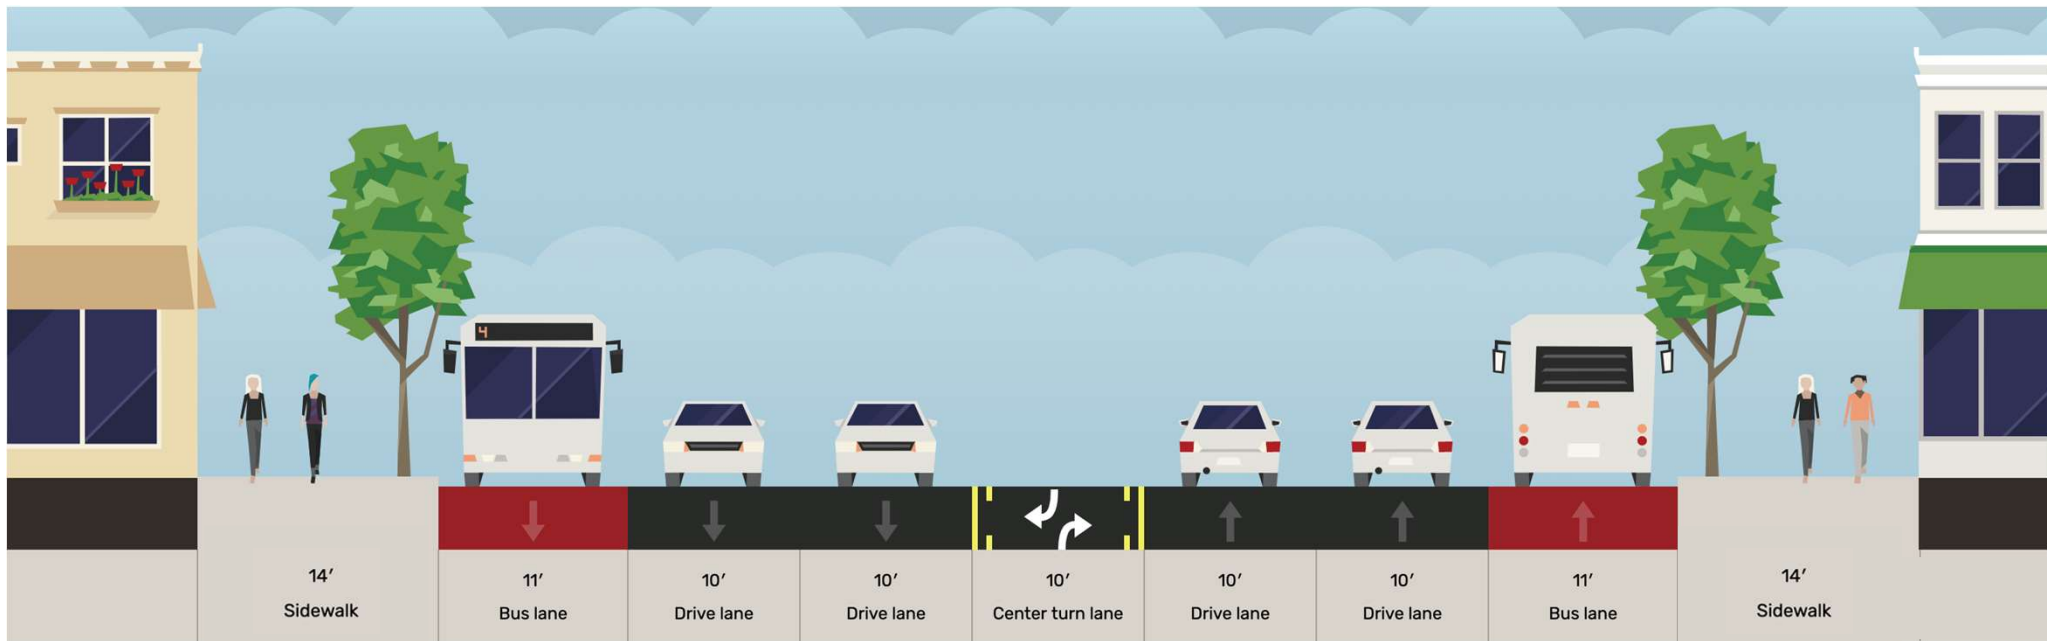 4
14’
Sidewalk
11’
Bus lane
10’
Drive lane
10’
Drive lane
10’
Center turn lane
10’
Drive lane
10’
Drive lane
11’
Bus lane
14’
Sidewalk